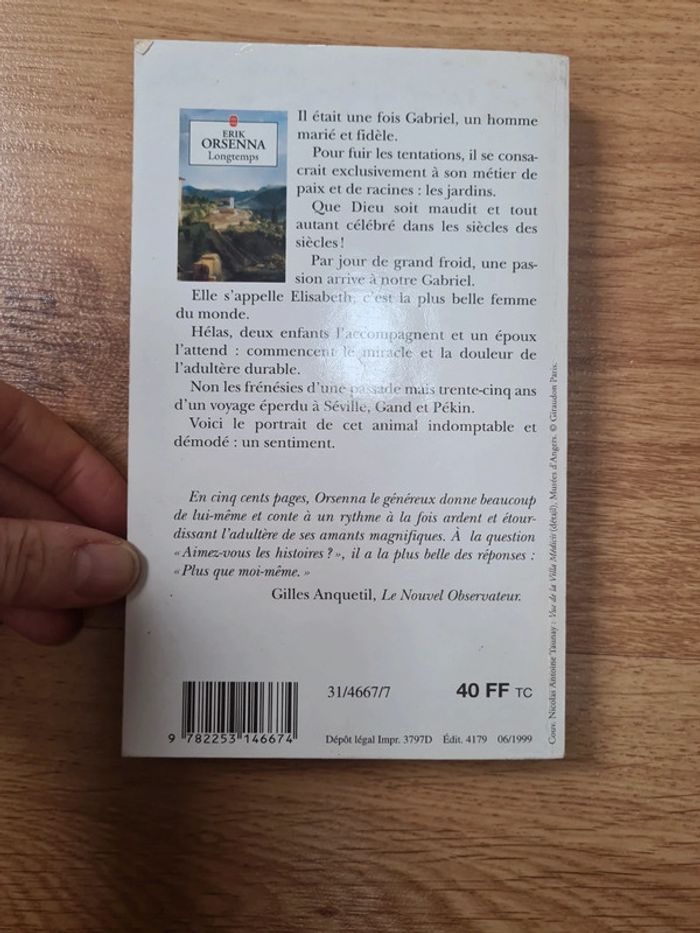 ERIK
ORSENNA
Longtemps
Il était une fois Gabriel, un homme
marié et fidèle.
Pour fuir les tentations, il se consa-
crait exclusivement à son métier de
paix et de racines : les jardins.
Que Dieu soit maudit et tout
autant célébré dans les siècles des
siècles !
Par jour de grand froid, une pas-
sion arrive à notre Gabriel.
Elle s'appelle Elisabeth, c'est la plus belle femme
du monde.
Hélas, deux enfants l'accompagnent et un époux
l'attend : commencent le miracle et la douleur de
l'adultère durable.
Non les frénésies d'une passade mais trente-cinq ans
d'un voyage éperdu à Séville, Gand et Pékin.
Voici le portrait de cet animal indomptable et
démodé : un sentiment.
En cinq cents pages, Orsenna le généreux donne beaucoup
de lui-même et conte à un rythme à la fois ardent et étour-
dissant l'adultère de ses amants magnifiques. À la question
« Aimez-vous les histoires ? », il a la plus belle des réponses :
« Plus que moi-même. »
Gilles Anquetil, Le Nouvel Observateur.
31/4667/7
40 FF TC
9 782253 146674
Dépôt légal Impr. 3797D Édit. 4179 06/1999
Couv. Nicolas Antoine Taunay : Vue de la Villa Médicis (détail), Musées d'Angers. © Giraudon Paris.